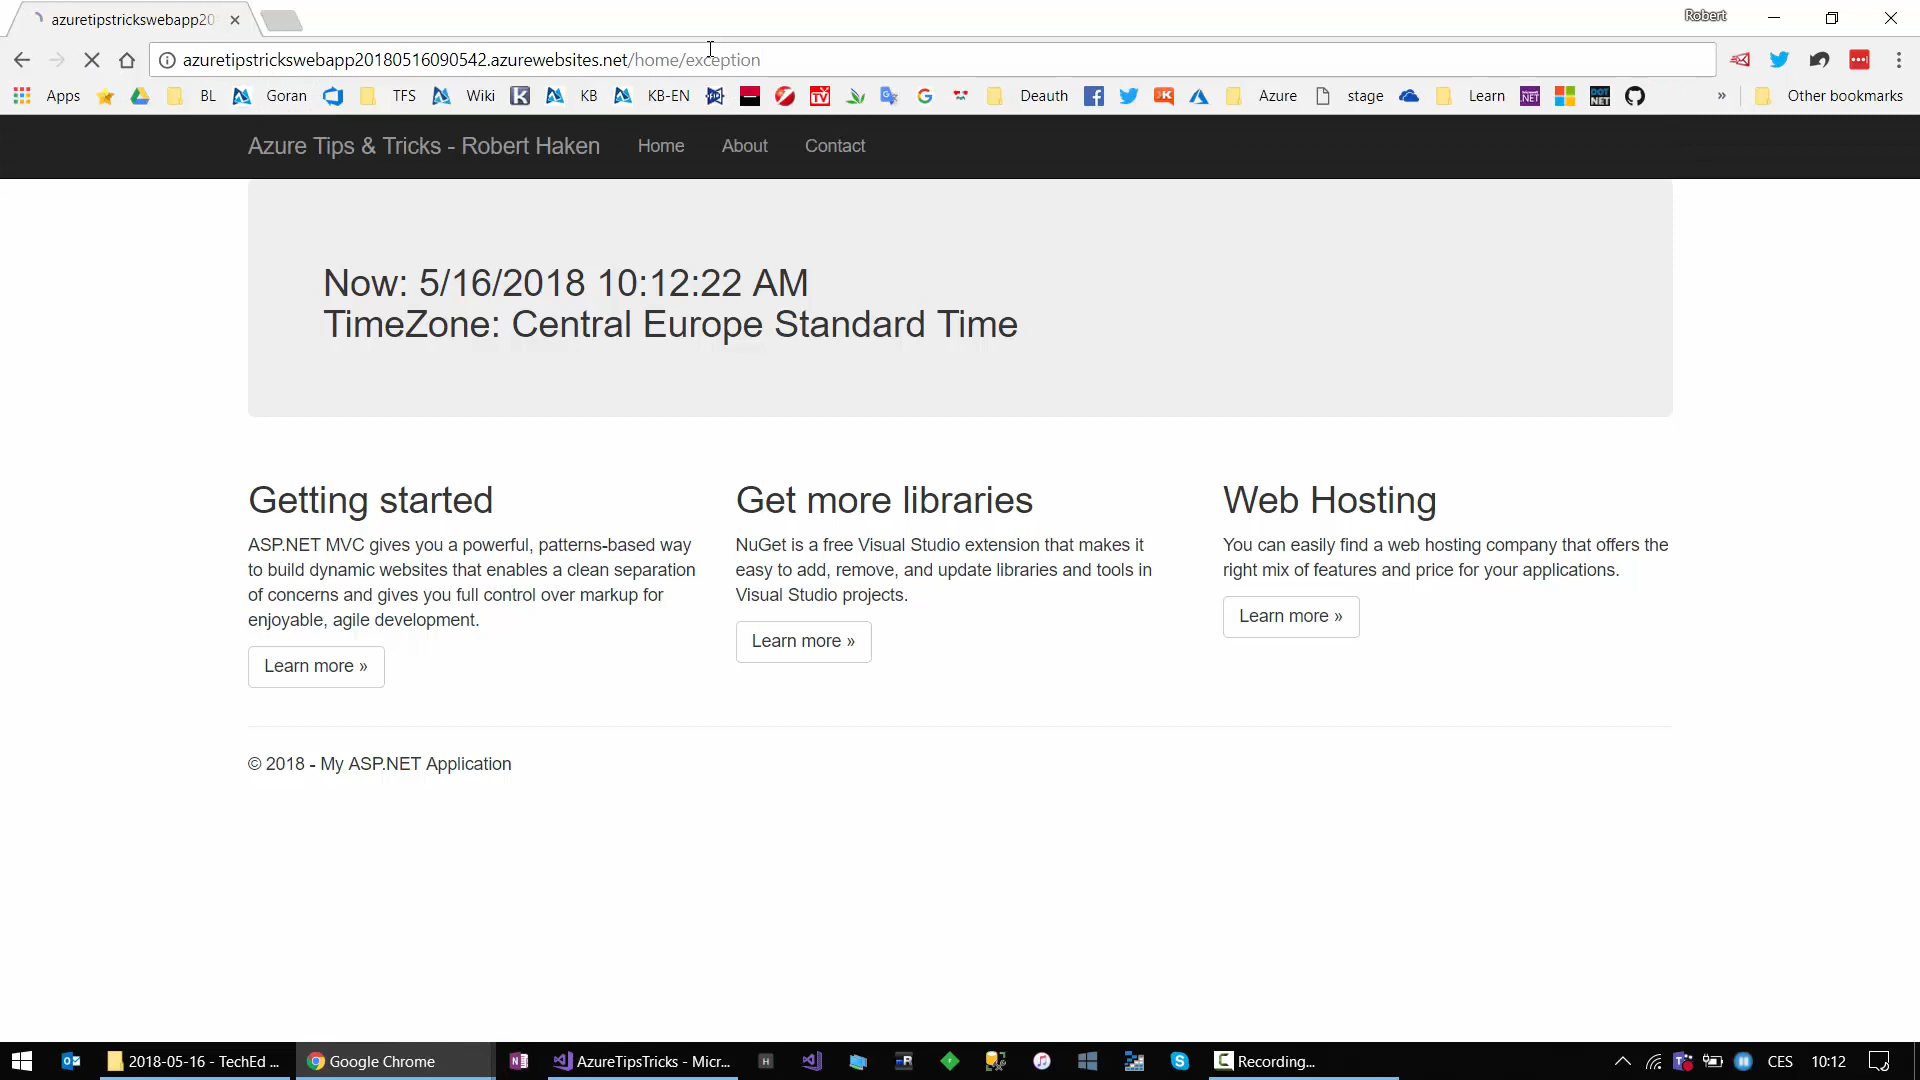 azuretipstrickswebapp20
Robert
azuretipstrickswebapp20180516090542.azurewebsites.net/home/exception
Apps BL Goran TFS Wiki KB KB-EN Deauth Azure stage Learn » Other bookmarks
Azure Tips & Tricks - Robert Haken Home About Contact
Now: 5/16/2018 10:12:22 AM
TimeZone: Central Europe Standard Time
Getting started
ASP.NET MVC gives you a powerful, patterns-based way
to build dynamic websites that enables a clean separation
of concerns and gives you full control over markup for
enjoyable, agile development.
Learn more »
Get more libraries
NuGet is a free Visual Studio extension that makes it
easy to add, remove, and update libraries and tools in
Visual Studio projects.
Learn more »
Web Hosting
You can easily find a web hosting company that offers the
right mix of features and price for your applications.
Learn more »
© 2018 - My ASP.NET Application
2018-05-16 - TechEd ... Google Chrome AzureTipsTricks - Micr... Recording... CES 10:12